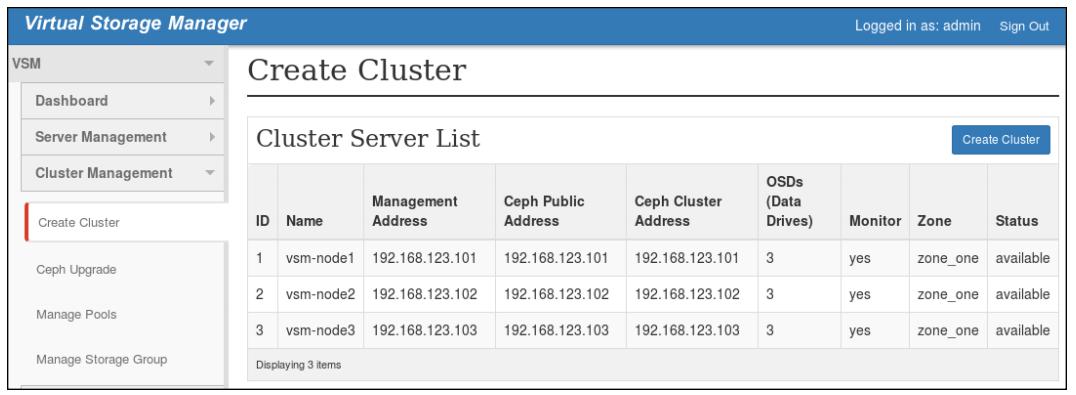 Virtual Storage Manager
Logged in as: admin Sign Out
VSM
Dashboard
Server Management
Cluster Management
Create Cluster
Ceph Upgrade
Manage Pools
Manage Storage Group
Create Cluster
Cluster Server List
Create Cluster
ID Name Management Address Ceph Public Address Ceph Cluster Address OSDs (Data Drives) Monitor Zone Status
1 vsm-node1 192.168.123.101 192.168.123.101 192.168.123.101 3 yes zone_one available
2 vsm-node2 192.168.123.102 192.168.123.102 192.168.123.102 3 yes zone_one available
3 vsm-node3 192.168.123.103 192.168.123.103 192.168.123.103 3 yes zone_one available
Displaying 3 items